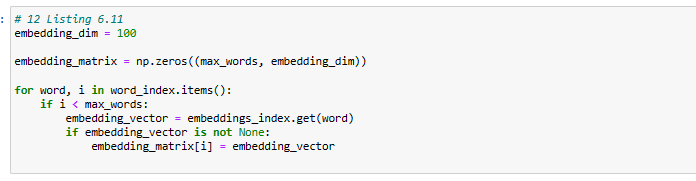 : # 12 Listing 6.11
embedding_dim = 100
embedding_matrix = np.zeros((max_words, embedding_dim))
for word, i in word_index.items():
    if i < max_words:
        embedding_vector = embeddings_index.get(word)
        if embedding_vector is not None:
            embedding_matrix[i] = embedding_vector